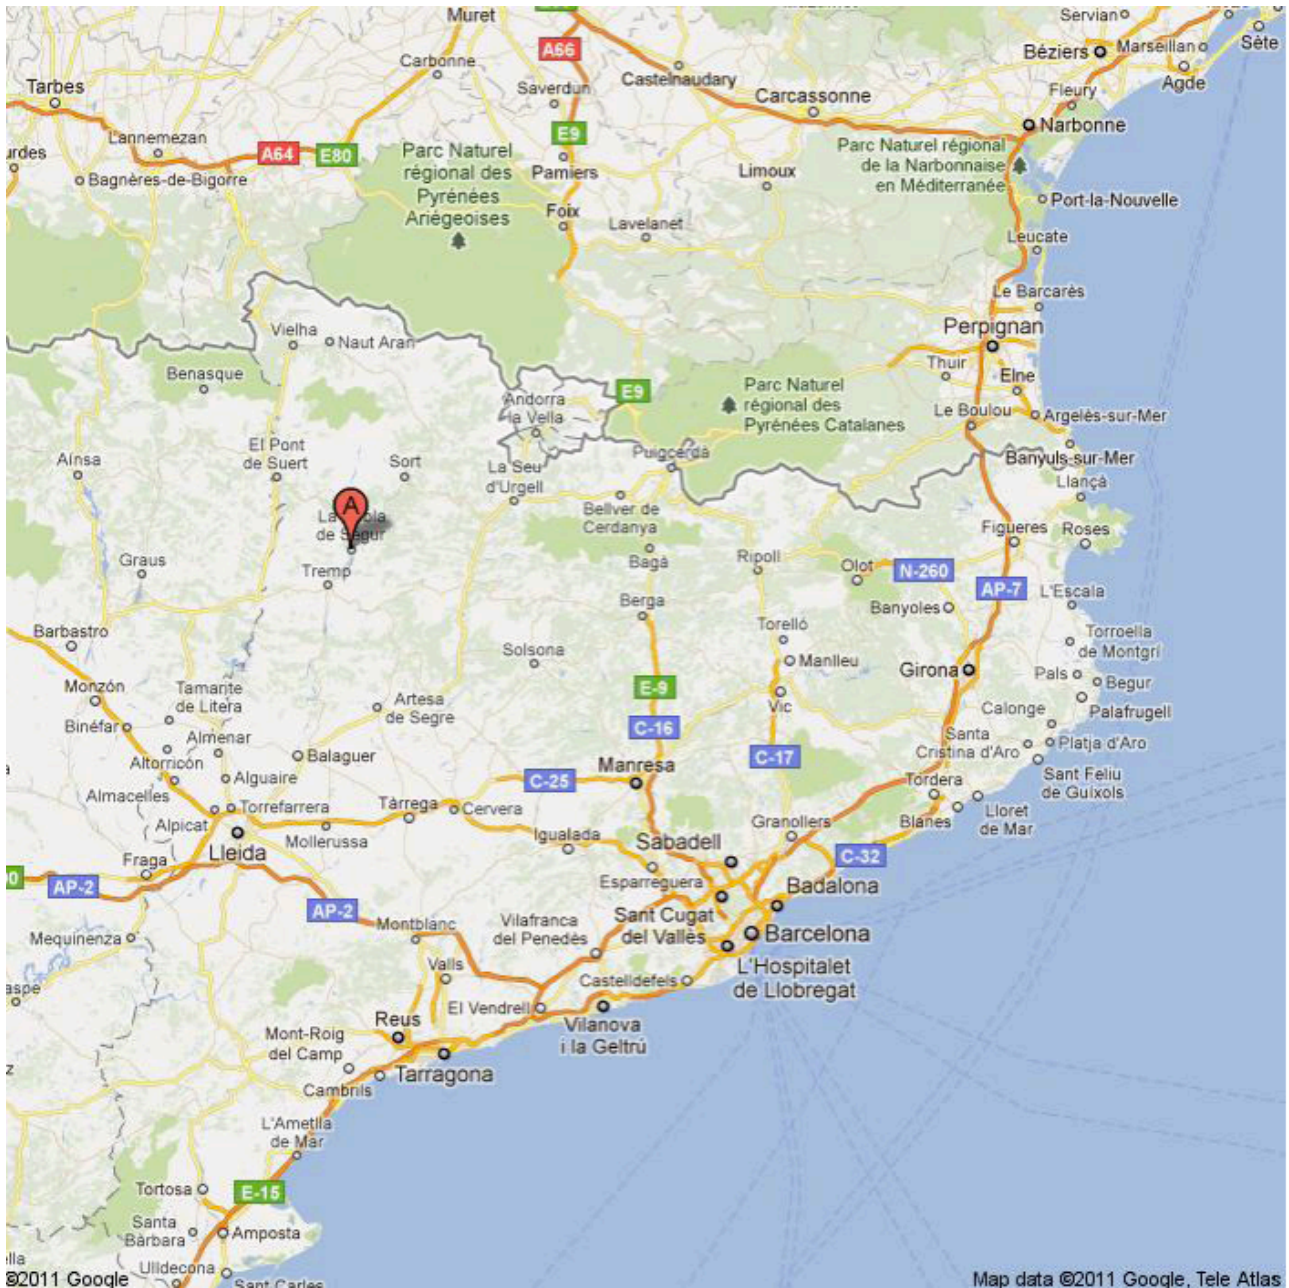 Muret
Servian
Sète
A66
Béziers
Marseillan
Carbonne
Castelnaudary
Agde
Tarbes
Saverdun
Carcassonne
Fleury
Lannemezan
E9
Narbonne
A64
E80
Parc Naturel
régional des
Pyrénées
Ariégeoises
Parc Naturel régional
de la Narbonnaise
en Méditerranée
urdes
Bagnères-de-Bigorre
Pamiers
Limoux
Port-la-Nouvelle
Foix
Lavelanet
Leucate
Le Barcarès
Vielha
Naut Aran
Perpignan
Benasque
Thuir
Elne
Andorra
la Vella
E9
Parc Naturel
régional des
Pyrénées Catalanes
Le Boulou
Argelès-sur-Mer
El Pont
de Suert
Aínsa
Sort
La Seu
d'Urgell
Puigcerdà
Banyuls-sur-Mer
Llançà
A
de Segur
Bellver de
Cerdanya
Figueres
Roses
Graus
Tremp
Bagà
Ripoll
Olot
N-260
AP-7
L'Escala
Berga
Banyoles
Barbastro
Torelló
Torroella
de Montgrí
Solsona
Manlleu
Girona
Monzón
Tamarite
de Litera
E-9
Pals
Begur
Artesa
de Segre
Vic
Calonge
Palafrugell
Binéfar
Almenar
C-16
Santa
Cristina d'Aro
Platja d'Aro
Altorricón
Balaguer
C-17
Alguaire
C-25
Manresa
Tordera
Sant Feliu
de Guíxols
Almacelles
Torrefarrera
Tàrrega
Cervera
Blanes
Lloret
de Mar
Alpicat
Mollerussa
Igualada
Granollers
Sabadell
Lleida
Fraga
C-32
AP-2
Esparreguera
Badalona
AP-2
Montblanc
Vilafranca
del Penedès
Sant Cugat
del Vallès
Barcelona
Mequinenza
Valls
Castelldefels
L'Hospitalet
de Llobregat
aspe
El Vendrell
Reus
Vilanova
i la Geltrú
Mont-Roig
del Camp
Tarragona
Cambrils
L'Ametlla
de Mar
Tortosa
E-15
Santa
Bàrbara
Amposta
Ulldecona
Sant Carles
©2011 Google
Map data ©2011 Google, Tele Atlas